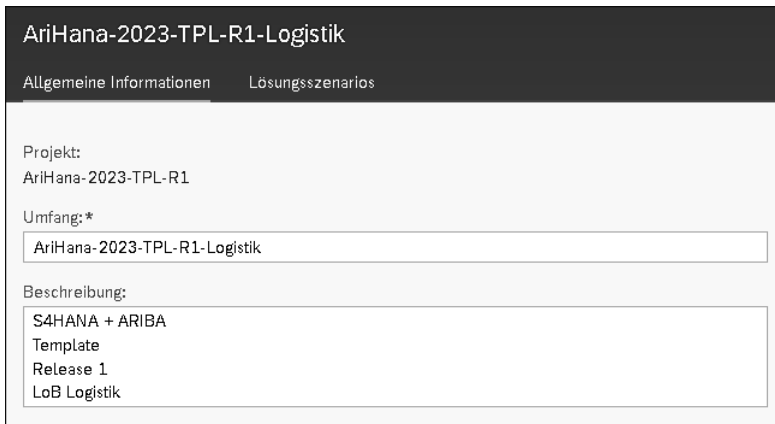 AriHana-2023-TPL-R1-Logistik
Allgemeine Informationen Lösungsszenarios
Projekt:
AriHana-2023-TPL-R1
Umfang:*
AriHana-2023-TPL-R1-Logistik
Beschreibung:
S4HANA + ARIBA
Template
Release 1
LoB Logistik